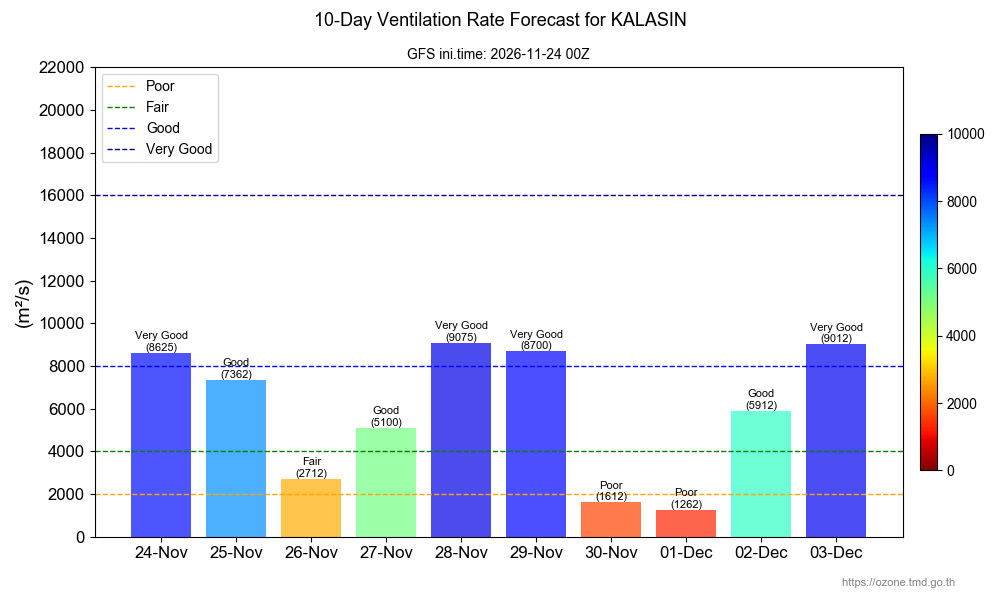 10-Day Ventilation Rate Forecast for KALASIN
GFS ini.time: 2026-11-24 00Z
(m²/s)
22000
20000
18000
16000
14000
12000
10000
8000
6000
4000
2000
0
Poor
Fair
Good
Very Good
Very Good
(8625)
Good
(7362)
Fair
(2712)
Good
(5100)
Very Good
(9075)
Very Good
(8700)
Poor
(1612)
Poor
(1262)
Good
(5912)
Very Good
(9012)
24-Nov
25-Nov
26-Nov
27-Nov
28-Nov
29-Nov
30-Nov
01-Dec
02-Dec
03-Dec
10000
8000
6000
4000
2000
0
https://ozone.tmd.go.th